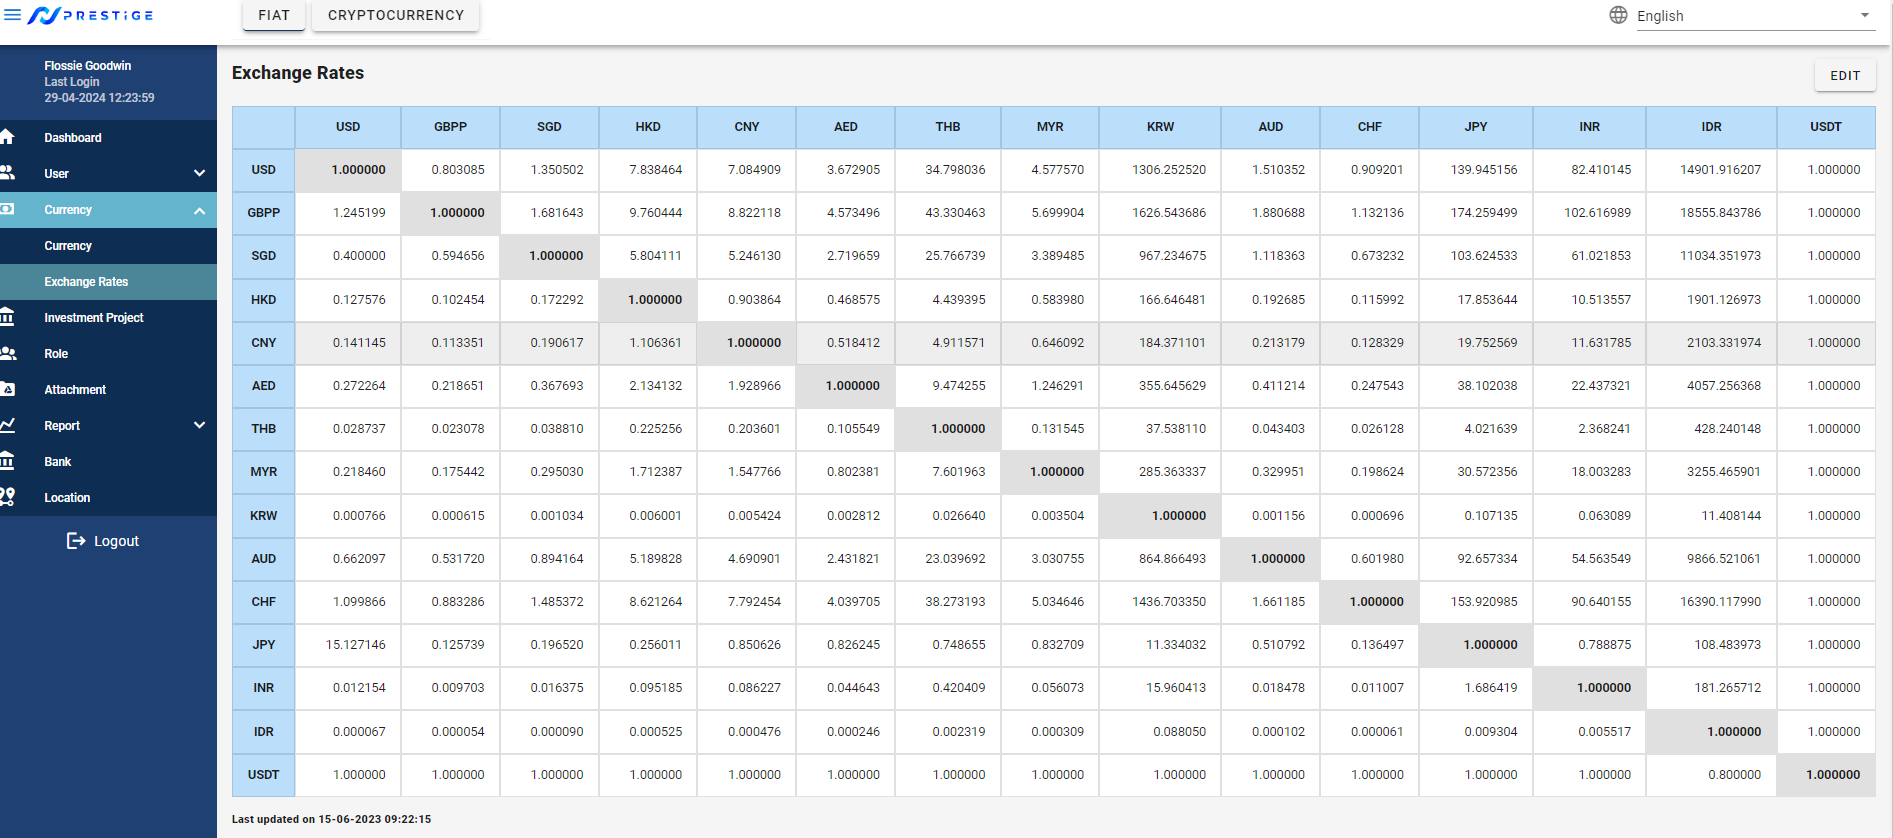 PRESTIGE
FIAT CRYPTOCURRENCY English
Flossie Goodwin
Last Login
29-04-2024 12:23:59
Dashboard
User
Currency
Currency
Exchange Rates
Investment Project
Role
Attachment
Report
Bank
Location
Logout
Exchange Rates EDIT
USD GBPP SGD HKD CNY AED THB MYR KRW AUD CHF JPY INR IDR USDT
USD 1.000000 0.803085 1.350502 7.838464 7.084909 3.672905 34.798036 4.577570 1306.252520 1.510352 0.909201 139.945156 82.410145 14901.916207 1.000000
GBPP 1.245199 1.000000 1.681643 9.760444 8.822118 4.573496 43.330463 5.699904 1626.543686 1.880688 1.132136 174.259499 102.616989 18555.843786 1.000000
SGD 0.400000 0.594656 1.000000 5.804111 5.246130 2.719659 25.766739 3.389485 967.234675 1.118363 0.673232 103.624533 61.021853 11034.351973 1.000000
HKD 0.127576 0.102454 0.172292 1.000000 0.903864 0.468575 4.439395 0.583980 166.646481 0.192685 0.115992 17.853644 10.513557 1901.126973 1.000000
CNY 0.141145 0.113351 0.190617 1.106361 1.000000 0.518412 4.911571 0.646092 184.371101 0.213179 0.128329 19.752569 11.631785 2103.331974 1.000000
AED 0.272264 0.218651 0.367693 2.134132 1.928966 1.000000 9.474255 1.246291 355.645629 0.411214 0.247543 38.102038 22.437321 4057.256368 1.000000
THB 0.028737 0.023078 0.038810 0.225256 0.203601 0.105549 1.000000 0.131545 37.538110 0.043403 0.026128 4.021639 2.368241 428.240148 1.000000
MYR 0.218460 0.175442 0.295030 1.712387 1.547766 0.802381 7.601963 1.000000 285.363337 0.329951 0.198624 30.572356 18.003283 3255.465901 1.000000
KRW 0.000766 0.000615 0.001034 0.006001 0.005424 0.002812 0.026640 0.003504 1.000000 0.001156 0.000696 0.107135 0.063089 11.408144 1.000000
AUD 0.662097 0.531720 0.894164 5.189828 4.690901 2.431821 23.039692 3.030755 864.866493 1.000000 0.601980 92.657334 54.563549 9866.521061 1.000000
CHF 1.099866 0.883286 1.485372 8.621264 7.792454 4.039705 38.273193 5.034646 1436.703350 1.661185 1.000000 153.920985 90.640155 16390.117990 1.000000
JPY 15.127146 0.125739 0.196520 0.256011 0.850626 0.826245 0.748655 0.832709 11.334032 0.510792 0.136497 1.000000 0.788875 108.483973 1.000000
INR 0.012154 0.009703 0.016375 0.095185 0.086227 0.044643 0.420409 0.056073 15.960413 0.018478 0.011007 1.686419 1.000000 181.265712 1.000000
IDR 0.000067 0.000054 0.000090 0.000525 0.000476 0.000246 0.002319 0.000309 0.088050 0.000102 0.000061 0.009304 0.005517 1.000000 1.000000
USDT 1.000000 1.000000 1.000000 1.000000 1.000000 1.000000 1.000000 1.000000 1.000000 1.000000 1.000000 1.000000 1.000000 0.800000 1.000000
Last updated on 15-06-2023 09:22:15